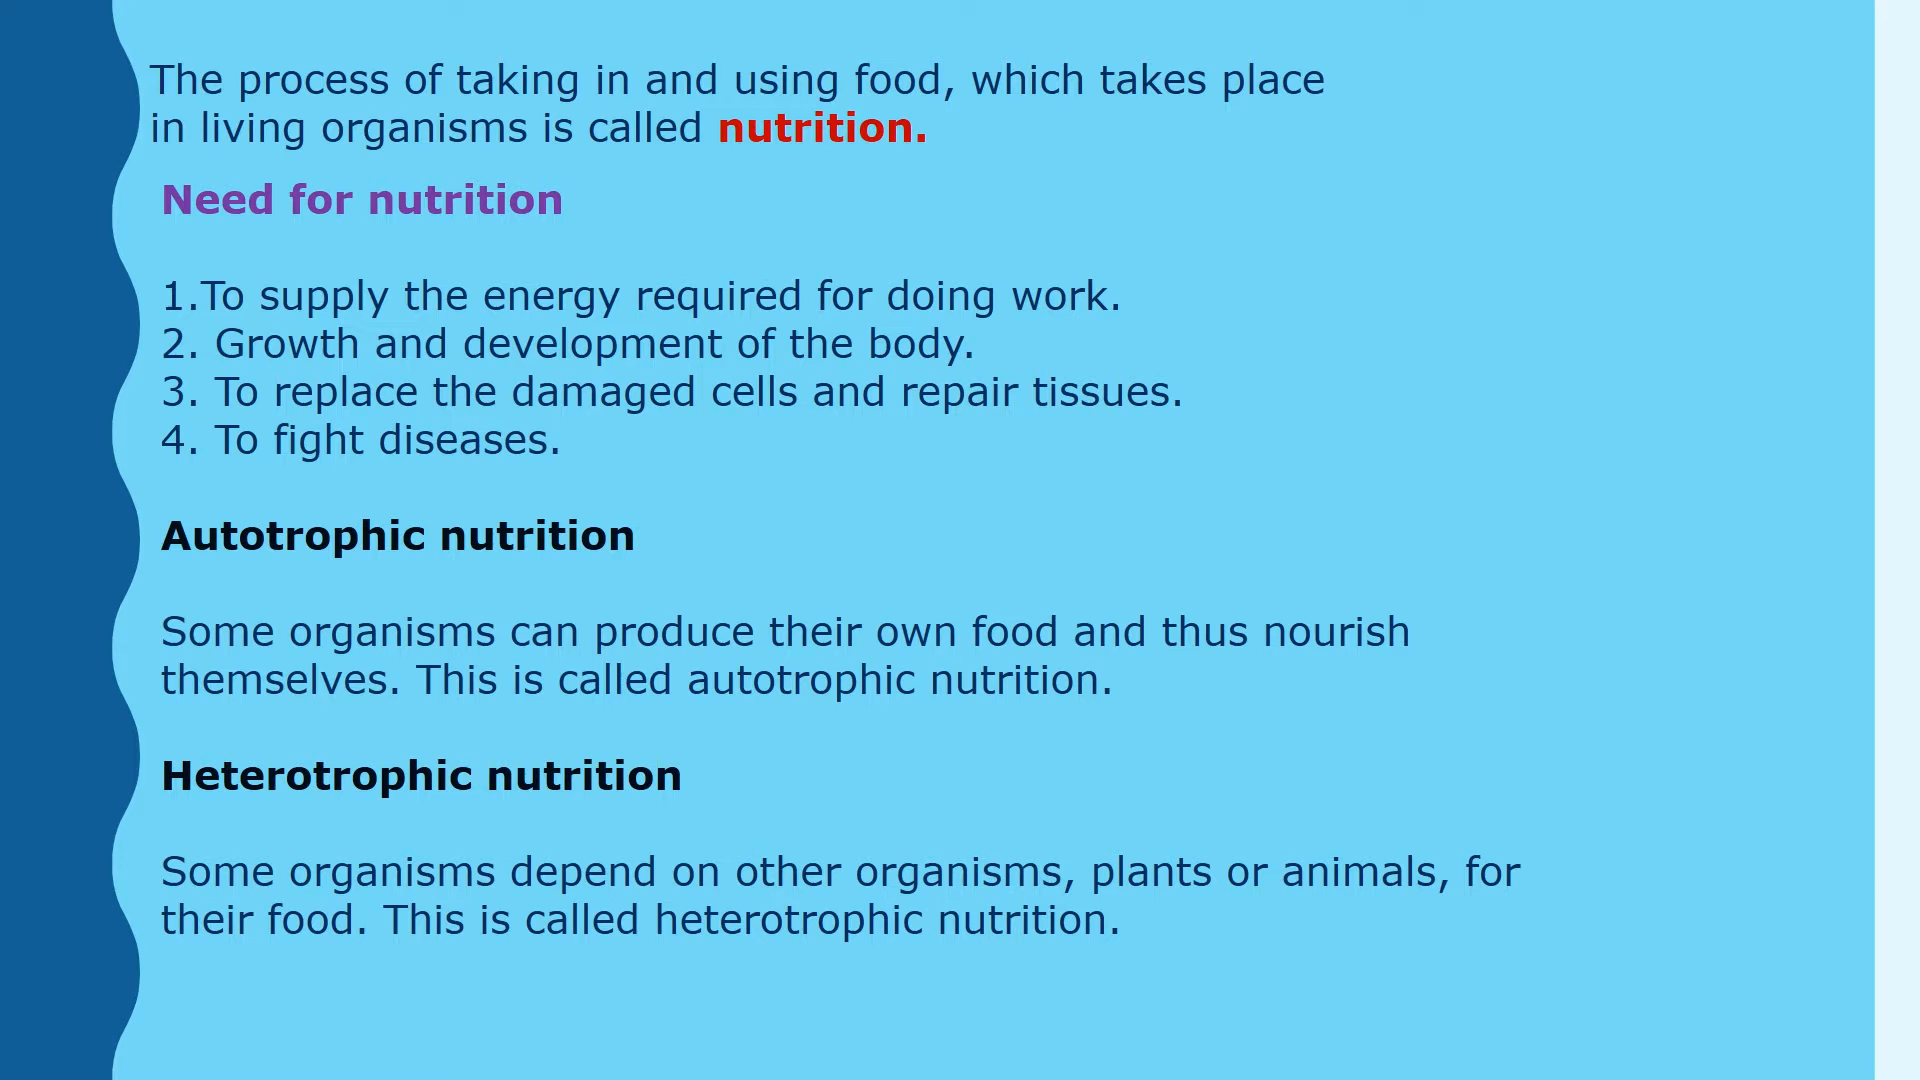 The process of taking in and using food, which takes place
in living organisms is called nutrition.
Need for nutrition
1.To supply the energy required for doing work.
2. Growth and development of the body.
3. To replace the damaged cells and repair tissues.
4. To fight diseases.
Autotrophic nutrition
Some organisms can produce their own food and thus nourish
themselves. This is called autotrophic nutrition.
Heterotrophic nutrition
Some organisms depend on other organisms, plants or animals, for
their food. This is called heterotrophic nutrition.